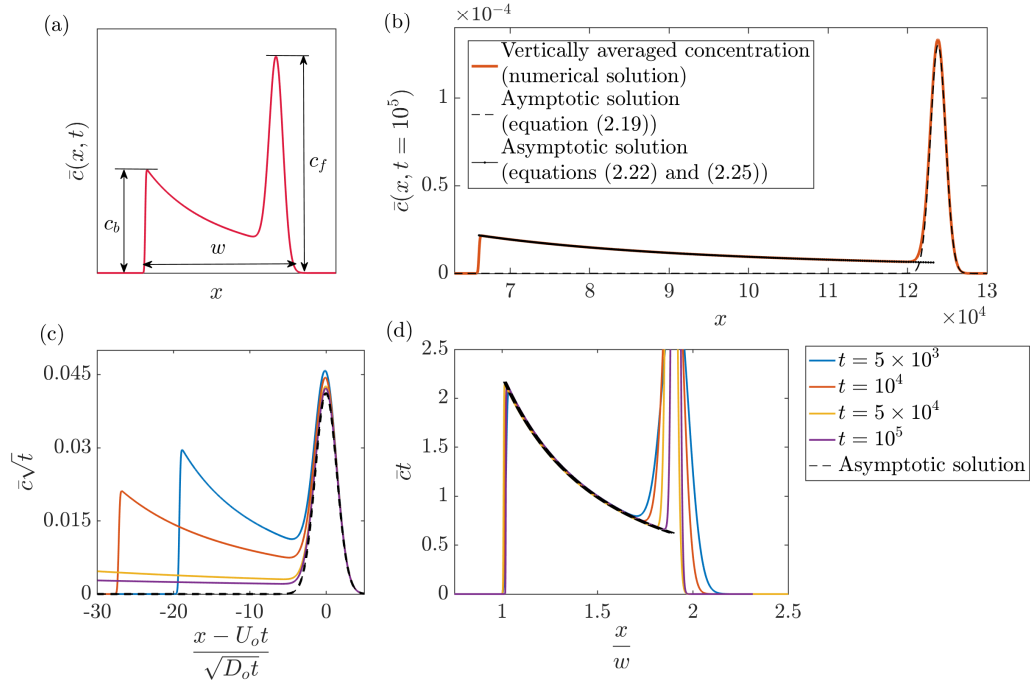 (a)
c̄(x, t)
c_b
w
c_f
x
(b)
×10^-4
c̄(x, t = 10^5)
1
0.5
0
Vertically averaged concentration
(numerical solution)
Aymptotic solution
(equation (2.19))
Asymptotic solution
(equations (2.22) and (2.25))
7 8 9 10 11 12 13
x
×10^4
(c)
c̄√t
0.045
0.03
0.015
0
-30 -20 -10 0
x − U_o t
√D_o t
(d)
c̄t
2.5
2
1.5
1
0.5
0
1 1.5 2 2.5
x
w
t = 5 × 10^3
t = 10^4
t = 5 × 10^4
t = 10^5
Asymptotic solution